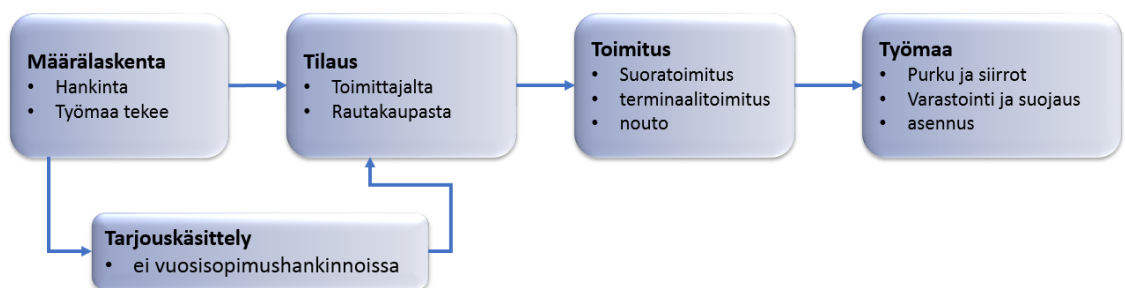 Määrälaskenta
• Hankinta
• Työmaa tekee
Tilaus
• Toimittajalta
• Rautakaupasta
Toimitus
• Suoratoimitus
• terminaalitoimitus
• nouto
Työmaa
• Purku ja siirrot
• Varastointi ja suojaus
• asennus
Tarjouskäsittely
• ei vuosisopimushankinnoissa